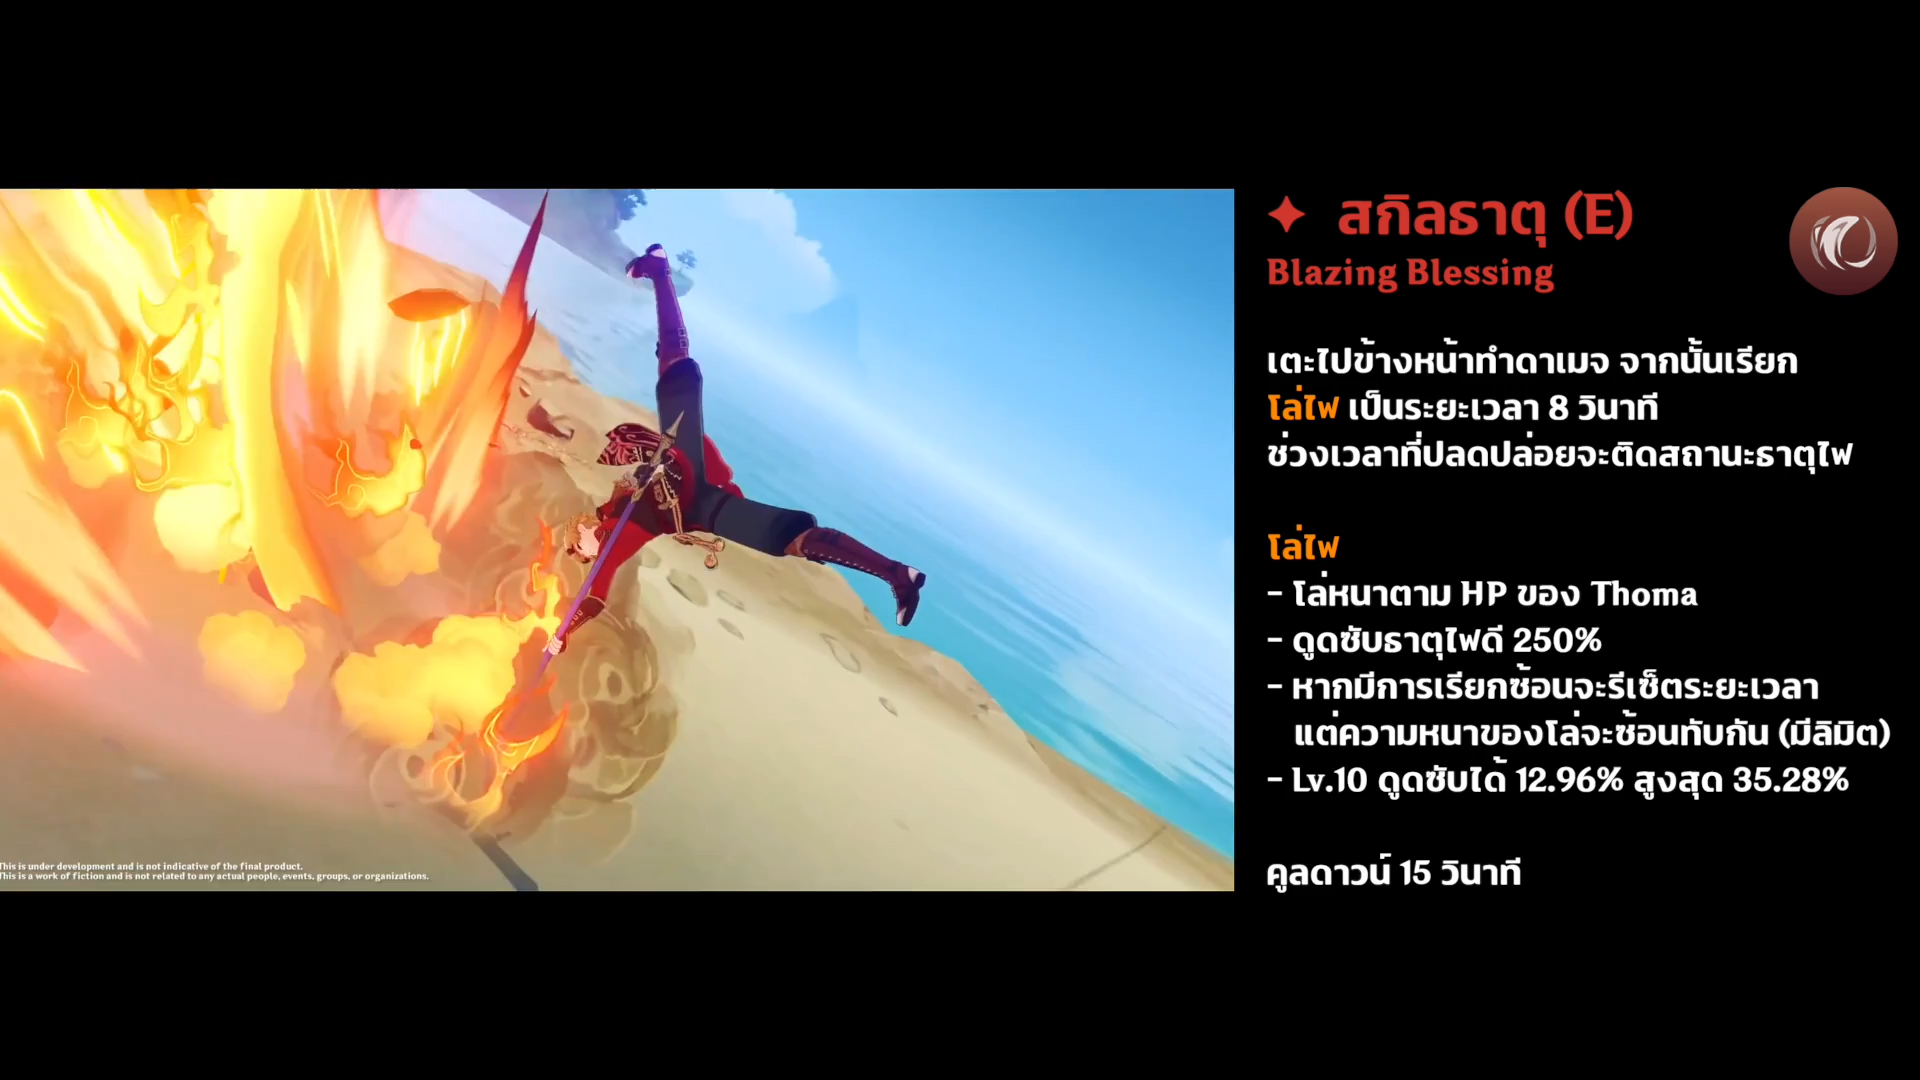 This is under development and is not indicative of the final product.
This is a work of fiction and is not related to any actual people, events, groups, or organizations.
สกิลธาตุ (E)
Blazing Blessing
เตะไปข้างหน้าทำดาเมจ จากนั้นเรียก
โล่ไฟ เป็นระยะเวลา 8 วินาที
ช่วงเวลาที่ปลดปล่อยจะติดสถานะธาตุไฟ
โล่ไฟ
- โล่หนาตาม HP ของ Thoma
- ดูดซับธาตุไฟดี 250%
- หากมีการเรียกซ้อนจะรีเซ็ตระยะเวลา
แต่ความหนาของโล่จะซ้อนทับกัน (มีลิมิต)
- Lv.10 ดูดซับได้ 12.96% สูงสุด 35.28%
คูลดาวน์ 15 วินาที